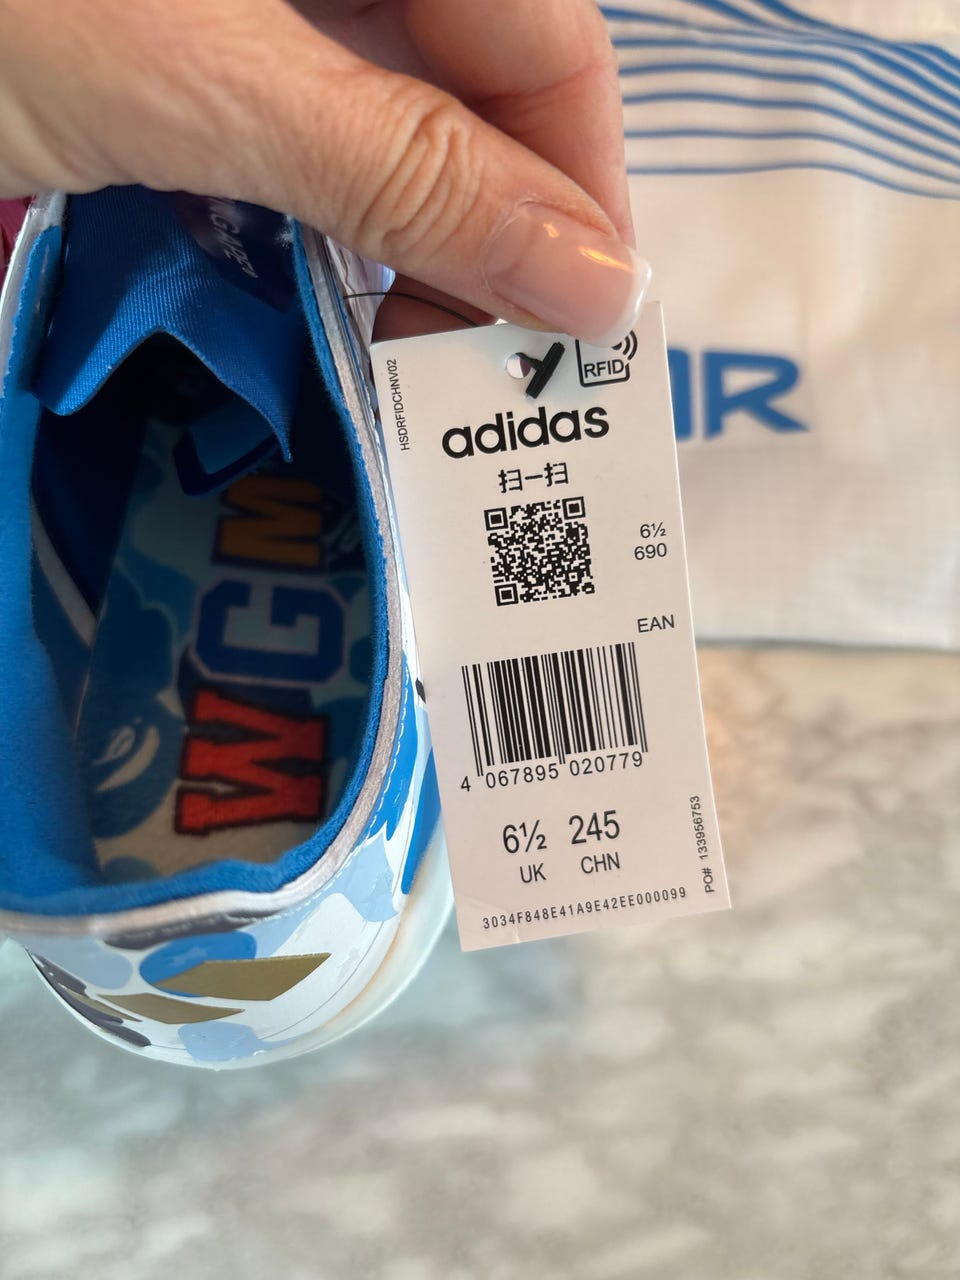 RFID
HSDRFIDCHNV02
adidas
扫一扫
6½
690
EAN
4 067895 020779
6½ 245
UK CHN
3034F848E41A9E42EE000099
PO# 133956753
WGM